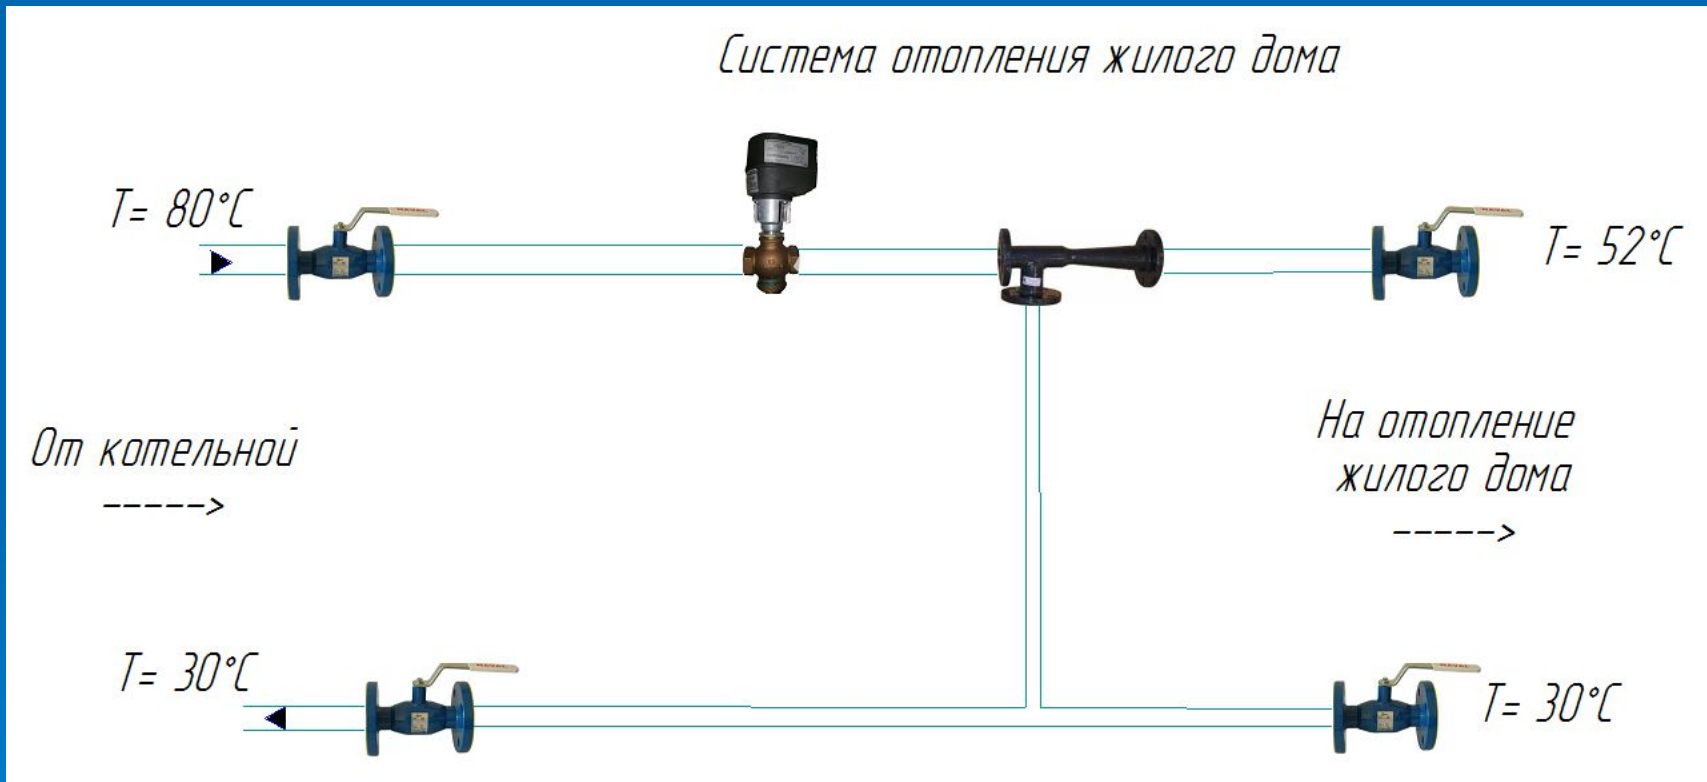 Система отопления жилого дома
Т= 80°С
Т= 52°С
От котельной
----->
На отопление
жилого дома
----->
Т= 30°С
Т= 30°С